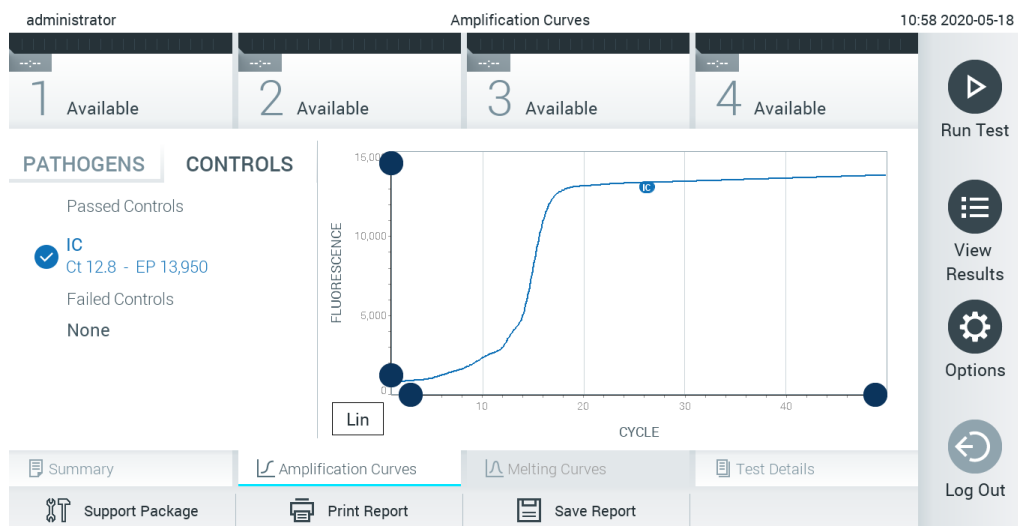 administrator
Amplification Curves
10:58 2020-05-18
--:--
1 Available
--:--
2 Available
--:--
3 Available
--:--
4 Available
Run Test
View
Results
Options
Log Out
PATHOGENS
CONTROLS
Passed Controls
IC
Ct 12.8 - EP 13,950
Failed Controls
None
FLUORESCENCE
10,000
5,000
0
IC
10
20
30
40
CYCLE
Lin
Summary
Amplification Curves
Melting Curves
Test Details
Support Package
Print Report
Save Report